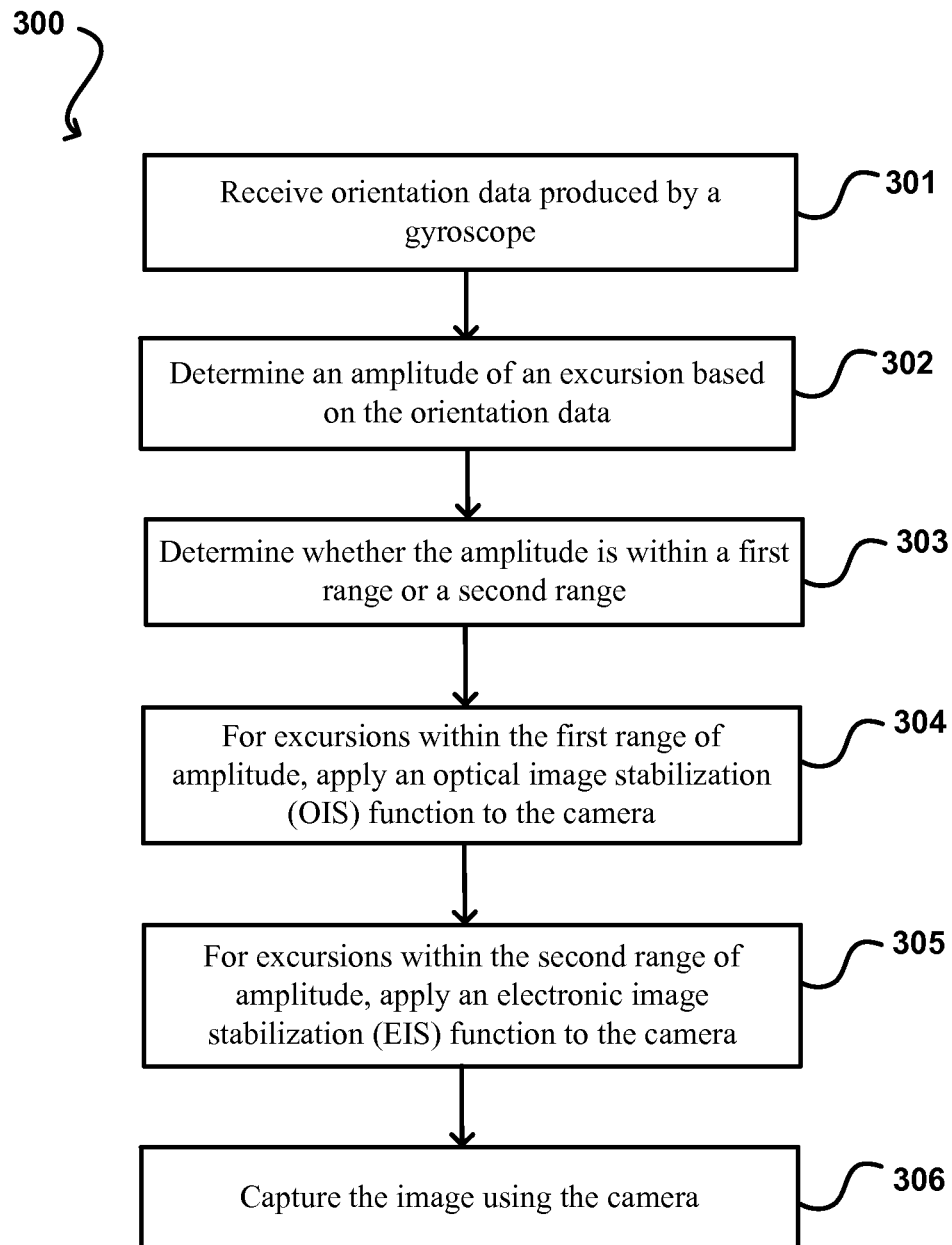 300
Receive orientation data produced by a
gyroscope
301
Determine an amplitude of an excursion based
on the orientation data
302
Determine whether the amplitude is within a first
range or a second range
303
For excursions within the first range of
amplitude, apply an optical image stabilization
(OIS) function to the camera
304
For excursions within the second range of
amplitude, apply an electronic image
stabilization (EIS) function to the camera
305
Capture the image using the camera
306